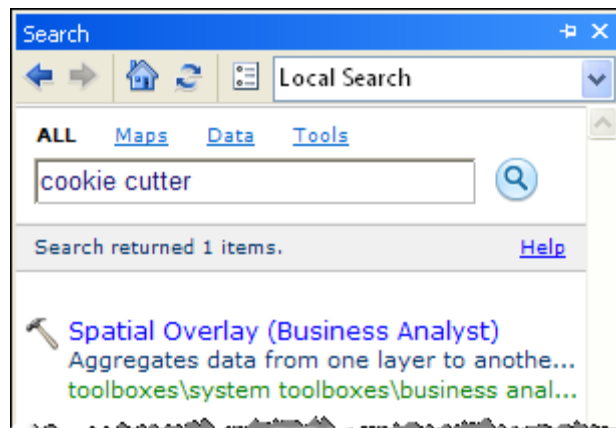 Search
Local Search
ALL Maps Data Tools
cookie cutter
Search returned 1 items. Help
Spatial Overlay (Business Analyst)
Aggregates data from one layer to anothe...
toolboxes\system toolboxes\business anal...